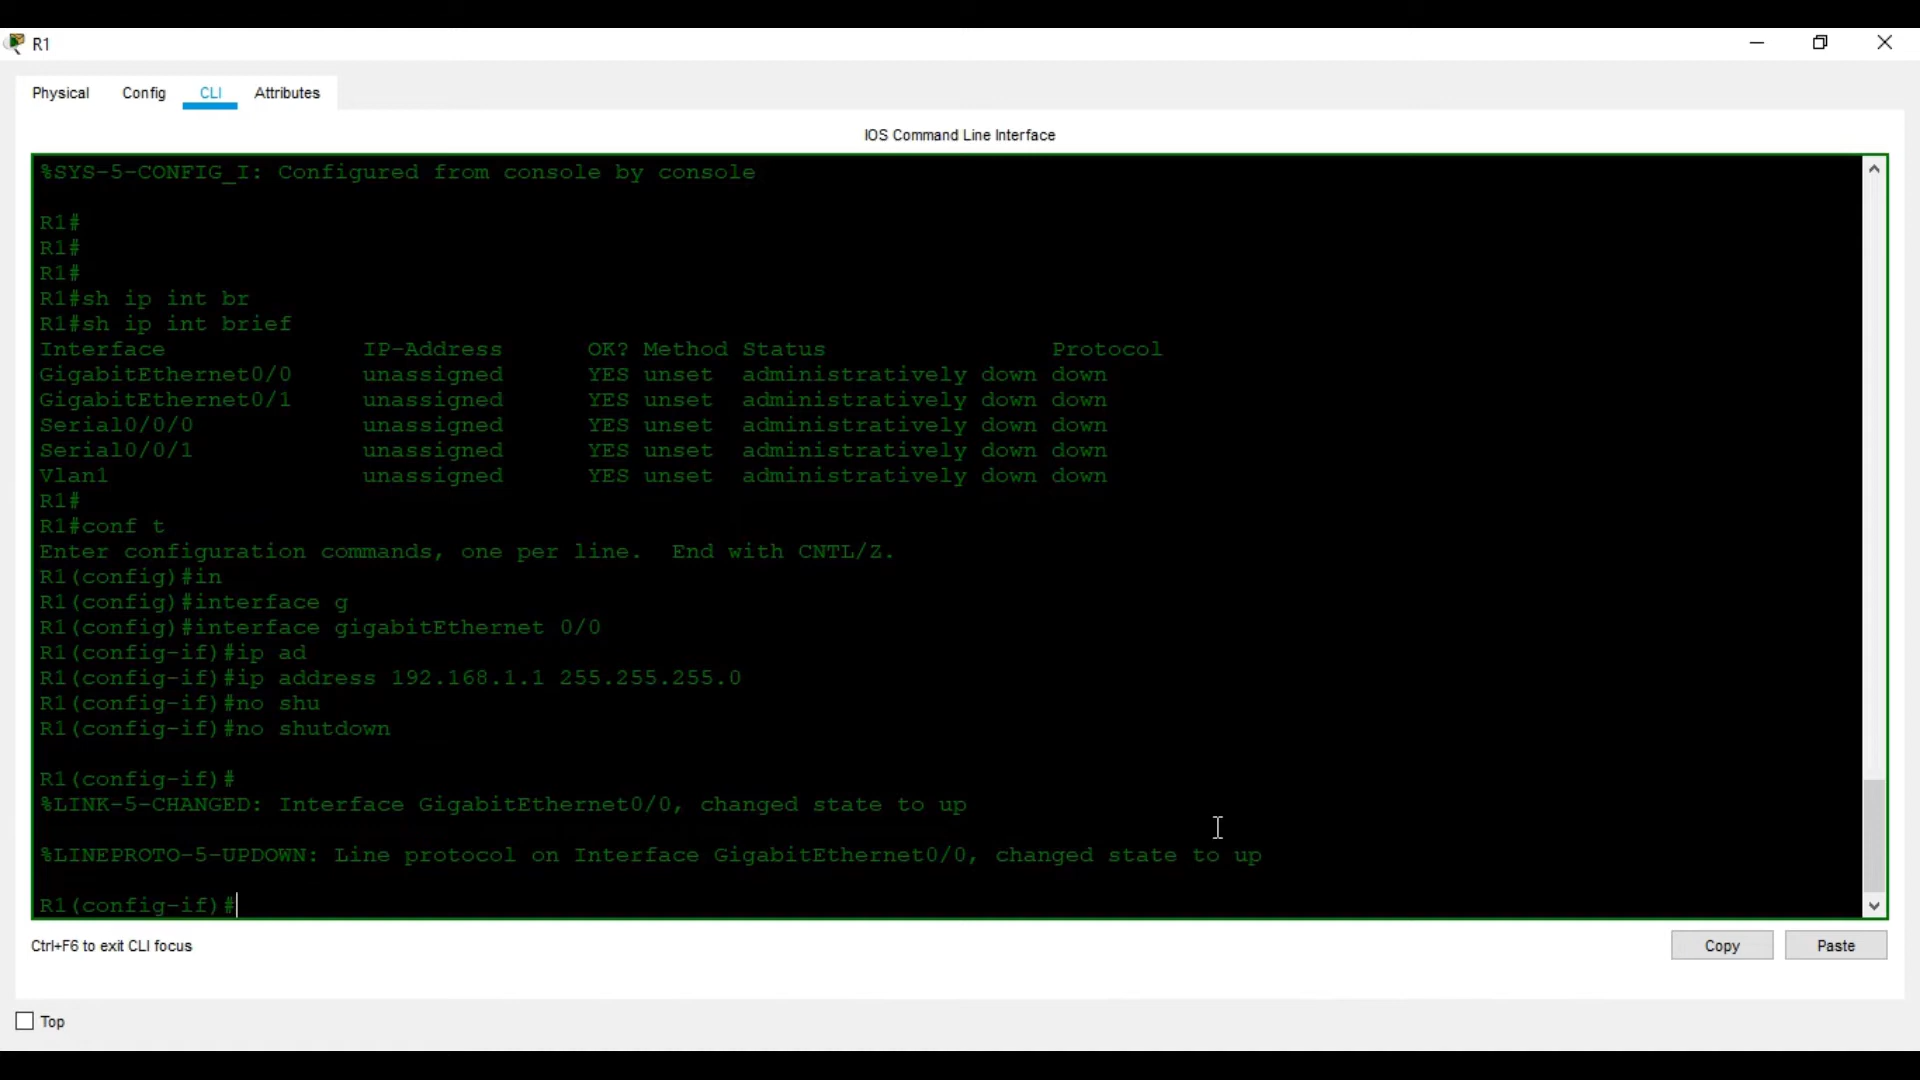 R1
Physical Config CLI Attributes
IOS Command Line Interface
%SYS-5-CONFIG_I: Configured from console by console
R1#
R1#
R1#
R1#sh ip int br
R1#sh ip int brief
Interface IP-Address OK? Method Status Protocol
GigabitEthernet0/0 unassigned YES unset administratively down down
GigabitEthernet0/1 unassigned YES unset administratively down down
Serial0/0/0 unassigned YES unset administratively down down
Serial0/0/1 unassigned YES unset administratively down down
Vlan1 unassigned YES unset administratively down down
R1#
R1#conf t
Enter configuration commands, one per line. End with CNTL/Z.
R1(config)#in
R1(config)#interface g
R1(config)#interface gigabitEthernet 0/0
R1(config-if)#ip ad
R1(config-if)#ip address 192.168.1.1 255.255.255.0
R1(config-if)#no shu
R1(config-if)#no shutdown
R1(config-if)#
%LINK-5-CHANGED: Interface GigabitEthernet0/0, changed state to up
%LINEPROTO-5-UPDOWN: Line protocol on Interface GigabitEthernet0/0, changed state to up
R1(config-if)#
Ctrl+F6 to exit CLI focus
Copy Paste
Top